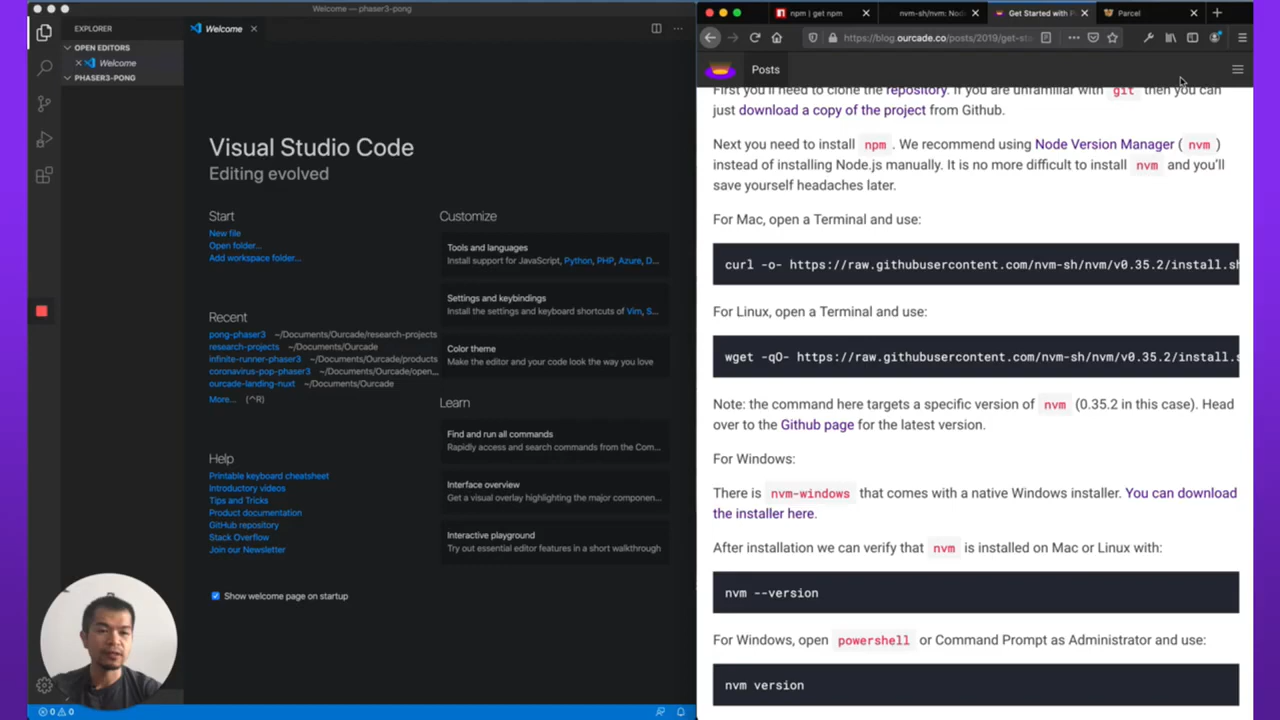 Welcome — phaser3-pong
EXPLORER
OPEN EDITORS
Welcome
PHASER3-PONG
Welcome
Visual Studio Code
Editing evolved
Start
New file
Open folder...
Add workspace folder...
Recent
pong-phaser3 ~/Documents/Ourcade/research-projects
research-projects ~/Documents/Ourcade
infinite-runner-phaser3 ~/Documents/Ourcade/products
coronavirus-pop-phaser3 ~/Documents/Ourcade/open_...
ourcade-landing-nuxt ~/Documents/Ourcade
More... (^R)
Help
Printable keyboard cheatsheet
Introductory videos
Tips and Tricks
Product documentation
GitHub repository
Stack Overflow
Join our Newsletter
Show welcome page on startup
Customize
Tools and languages
Install support for JavaScript, Python, PHP, Azure, D...
Settings and keybindings
Install the settings and keyboard shortcuts of Vim, S...
Color theme
Make the editor and your code look the way you love
Learn
Find and run all commands
Rapidly access and search commands from the Com...
Interface overview
Get a visual overlay highlighting the major componen...
Interactive playground
Try out essential editor features in a short walkthrough
0 0
npm | get npm
nvm-sh/nvm: Nod
Get Started with
Parcel
https://blog.ourcade.co/posts/2019/get-st
Posts
First you'll need to clone the repository. If you are unfamiliar with git then you can
just download a copy of the project from Github.
Next you need to install npm . We recommend using Node Version Manager ( nvm )
instead of installing Node.js manually. It is no more difficult to install nvm and you'll
save yourself headaches later.
For Mac, open a Terminal and use:
curl -o- https://raw.githubusercontent.com/nvm-sh/nvm/v0.35.2/install.sh
For Linux, open a Terminal and use:
wget -qO- https://raw.githubusercontent.com/nvm-sh/nvm/v0.35.2/install.s
Note: the command here targets a specific version of nvm (0.35.2 in this case). Head
over to the Github page for the latest version.
For Windows:
There is nvm-windows that comes with a native Windows installer. You can download
the installer here.
After installation we can verify that nvm is installed on Mac or Linux with:
nvm --version
For Windows, open powershell or Command Prompt as Administrator and use:
nvm version